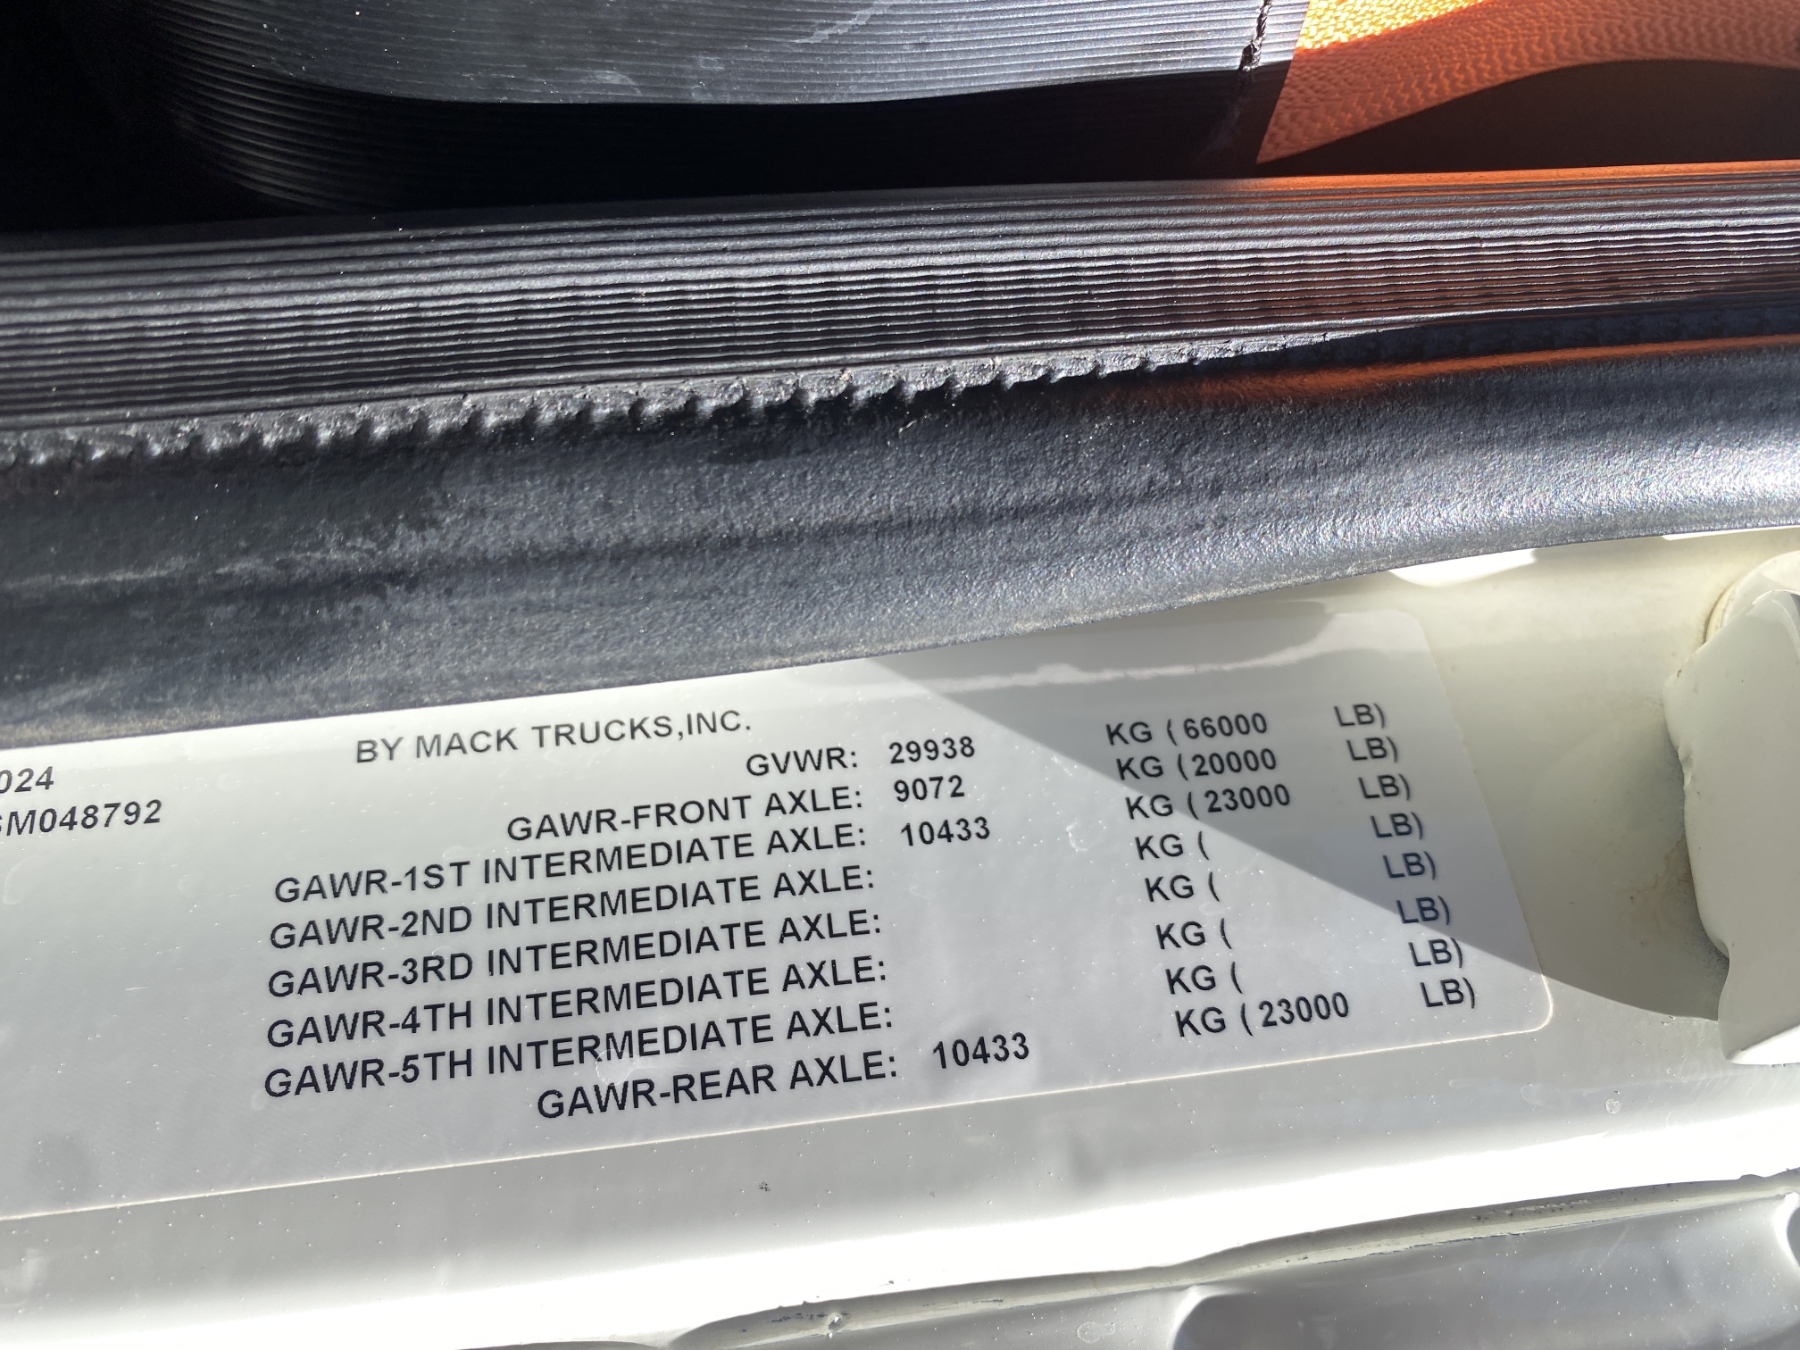 BY MACK TRUCKS,INC.
024
GVWR: 29938 KG (66000 LB)
M048792
GAWR-FRONT AXLE: 9072 KG (20000 LB)
GAWR-1ST INTERMEDIATE AXLE: 10433 KG (23000 LB)
GAWR-2ND INTERMEDIATE AXLE: KG ( LB)
GAWR-3RD INTERMEDIATE AXLE: KG ( LB)
GAWR-4TH INTERMEDIATE AXLE: KG ( LB)
GAWR-5TH INTERMEDIATE AXLE: KG ( LB)
GAWR-REAR AXLE: 10433 KG (23000 LB)